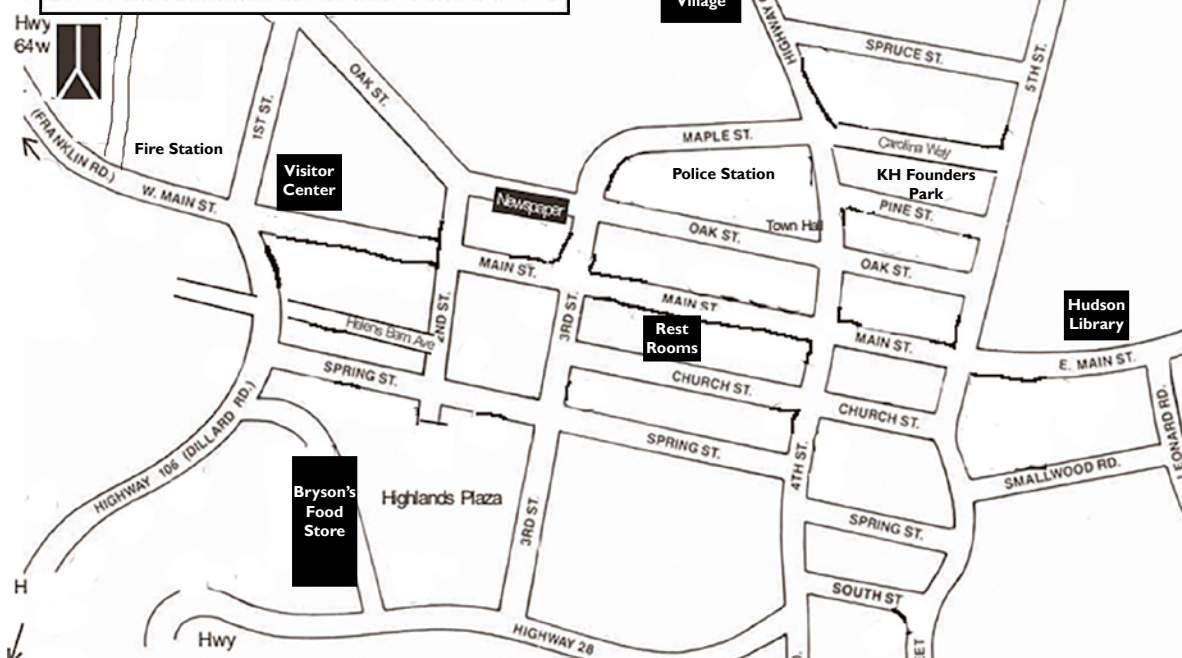 Village
Hwy
64w
HIGHWAY
SPRUCE ST.
5TH ST.
OAK ST.
1ST ST.
(FRANKLIN RD.)
Fire Station
MAPLE ST.
Carolina Way
Visitor
Center
Police Station
KH Founders
Park
W. MAIN ST.
Newspaper
PINE ST.
OAK ST.
Town Hall
MAIN ST.
OAK ST.
2ND ST.
3RD ST.
MAIN ST.
Hudson
Library
Helen's Barn Ave
Rest
Rooms
MAIN ST.
E. MAIN ST.
SPRING ST.
CHURCH ST.
CHURCH ST.
LEONARD RD.
HIGHWAY 106 (DILLARD RD.)
SPRING ST.
4TH ST.
SMALLWOOD RD.
Bryson's
Food
Store
Highlands Plaza
3RD ST.
SPRING ST.
H
SOUTH ST
Hwy
HIGHWAY 28